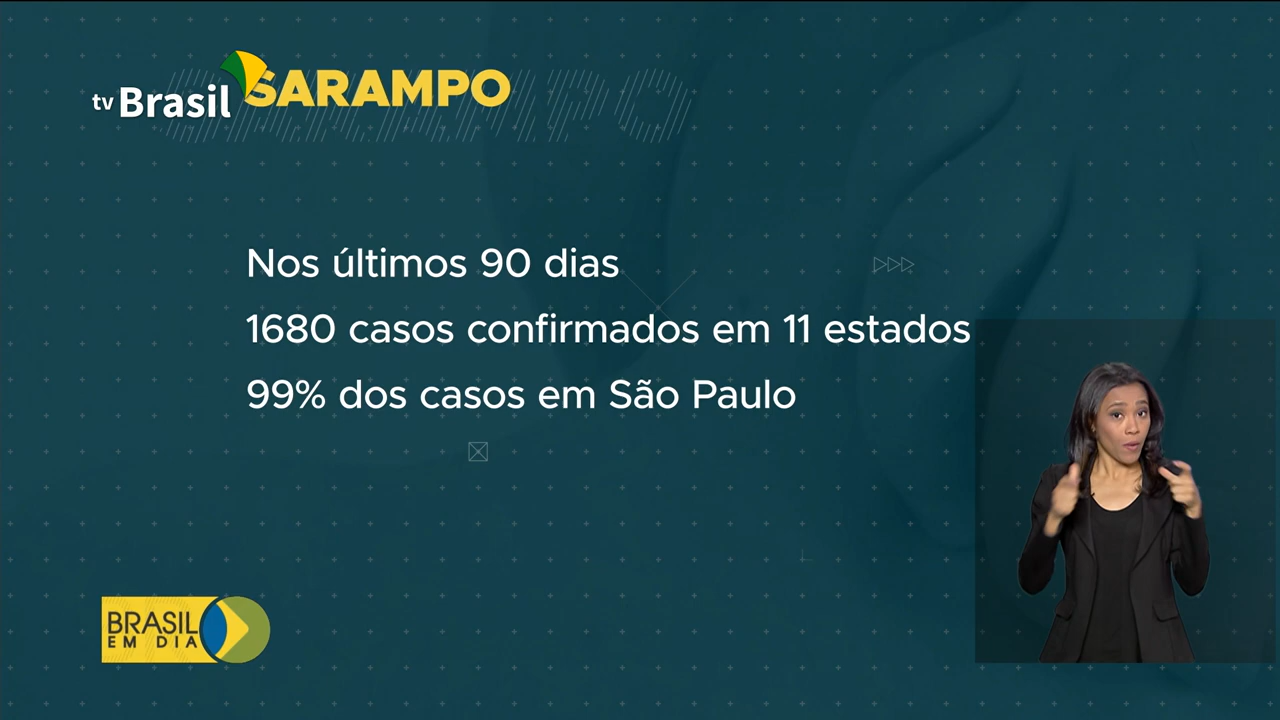 tv Brasil
SARAMPO
Nos últimos 90 dias
1680 casos confirmados em 11 estados
99% dos casos em São Paulo
BRASIL
EM DIA